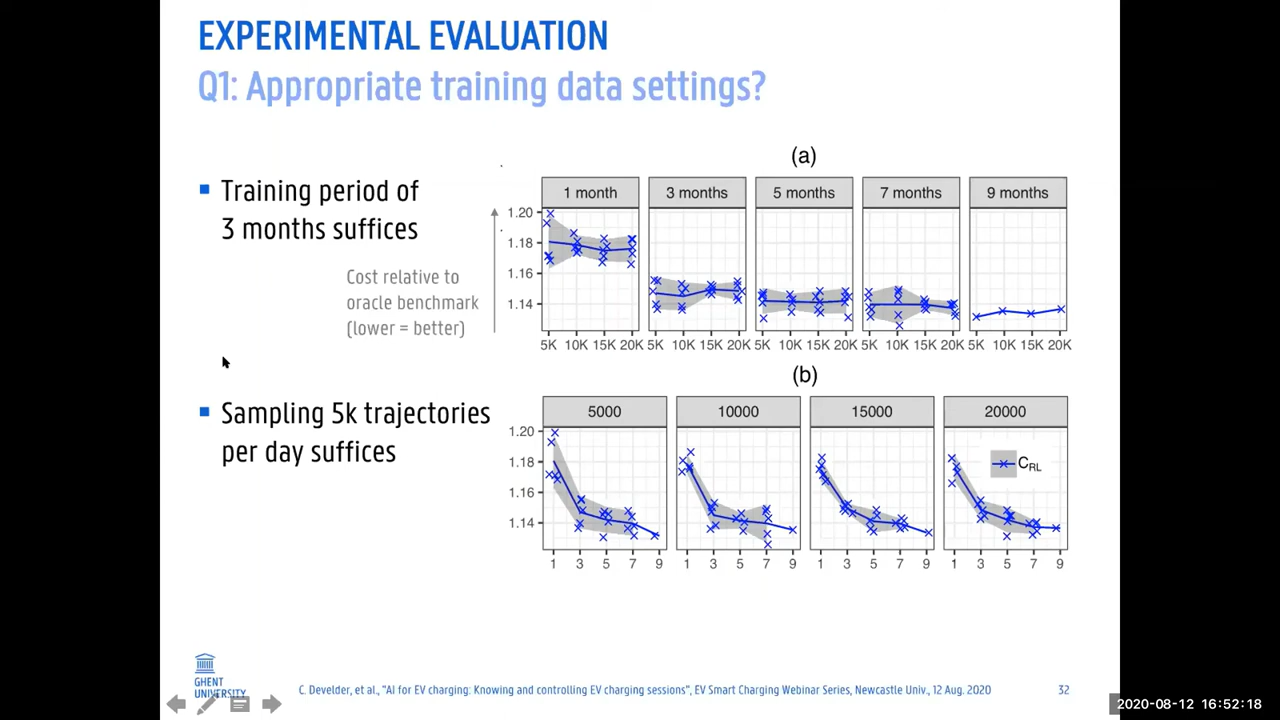 EXPERIMENTAL EVALUATION
Q1: Appropriate training data settings?
Training period of
3 months suffices
Cost relative to
oracle benchmark
(lower = better)
(a)
1 month 3 months 5 months 7 months 9 months
1.20
1.18
1.16
1.14
5K 10K 15K 20K 5K 10K 15K 20K 5K 10K 15K 20K 5K 10K 15K 20K 5K 10K 15K 20K
Sampling 5k trajectories
per day suffices
(b)
5000 10000 15000 20000
1.20
1.18
1.16
1.14
CRL
1 3 5 7 9 1 3 5 7 9 1 3 5 7 9 1 3 5 7 9
GHENT
UNIVERSITY
C. Develder, et al., "AI for EV charging: Knowing and controlling EV charging sessions", EV Smart Charging Webinar Series, Newcastle Univ., 12 Aug. 2020
32
2020-08-12 16:52:18